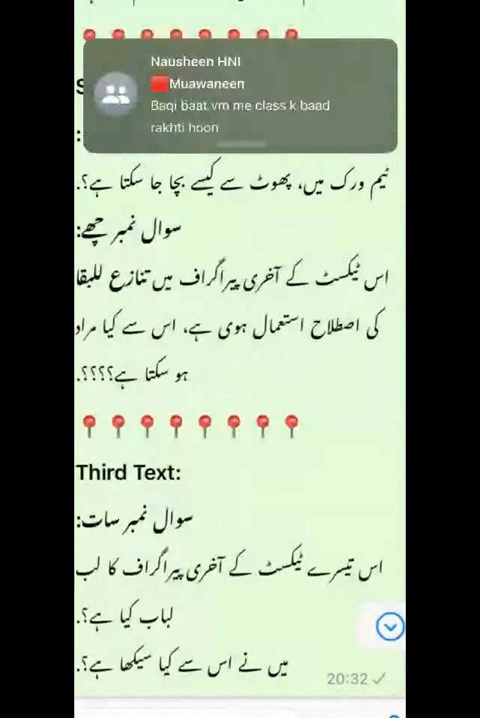 Nausheen HNI
🟥Muawaneen
Baqi baat vm me class k baad
rakhti hoon
ٹیم ورک میں، پھوٹ سے کیسے بچا جا سکتا ہے؟.
سوال نمبر چھے:
اس ٹیکسٹ کے آخری پیراگراف میں تنازع للبقا
کی اصطلاح استعمال ہوی ہے، اس سے کیا مراد
ہو سکتا ہے؟؟؟؟.
📍📍📍📍📍📍📍📍
Third Text:
سوال نمبر سات:
اس تیسرے ٹیکسٹ کے آخری پیراگراف کا لب
لباب کیا ہے؟.
میں نے اس سے کیا سیکھا ہے؟.
20:32